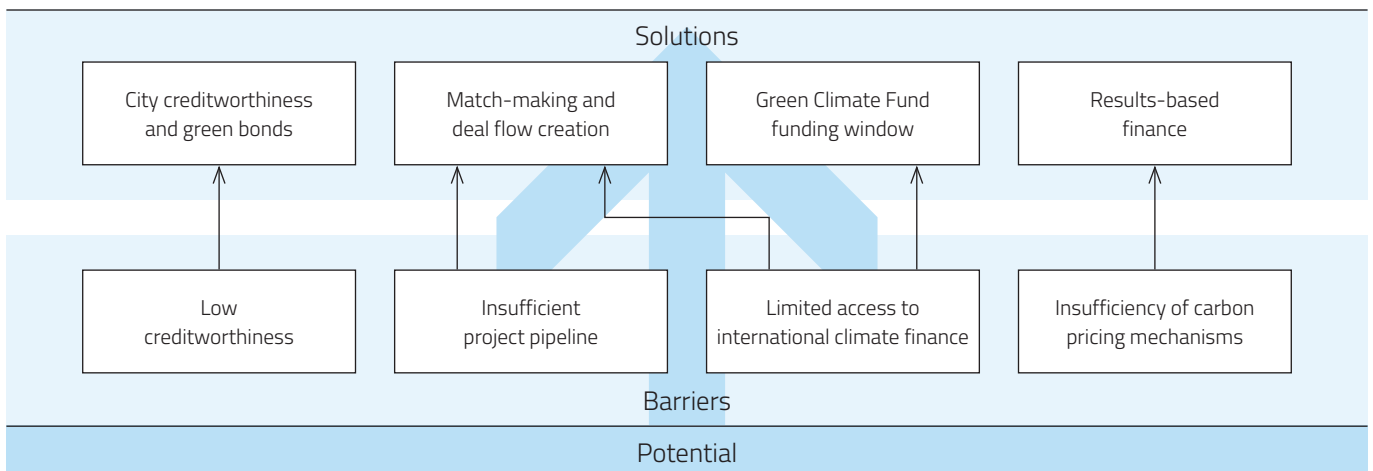 Solutions
City creditworthiness
and green bonds
Match-making and
deal flow creation
Green Climate Fund
funding window
Results-based
finance
Low
creditworthiness
Insufficient
project pipeline
Limited access to
international climate finance
Insufficiency of carbon
pricing mechanisms
Barriers
Potential